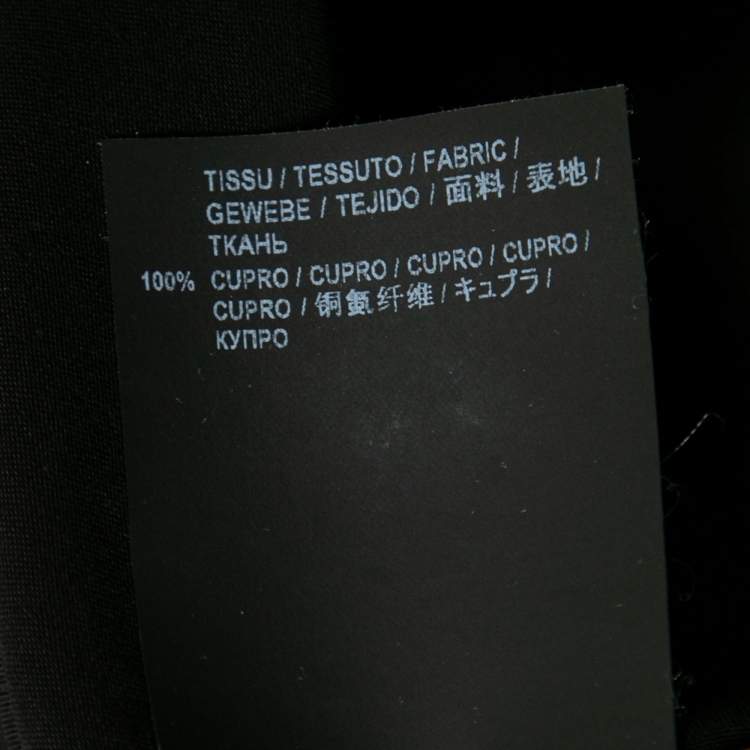 TISSU / TESSUTO / FABRIC /
GEWEBE / TEJIDO / 面料 / 表地 /
ТКАНЬ
100% CUPRO / CUPRO / CUPRO / CUPRO /
CUPRO / 铜氨纤维 / キュプラ /
КУПРО